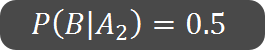 P(B|A₂) = 0.5